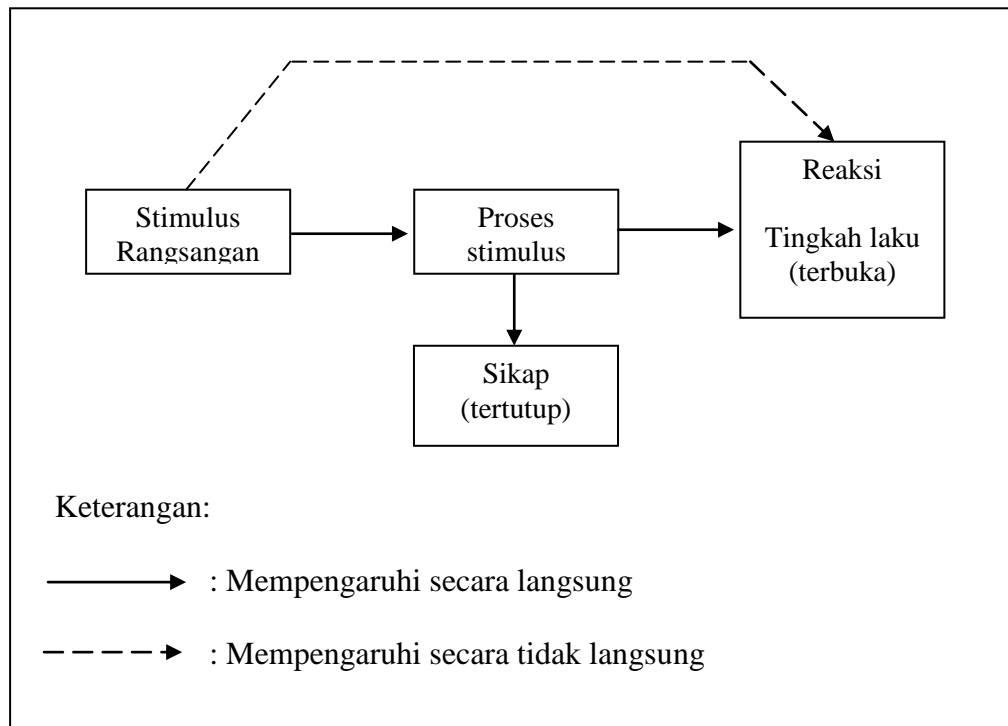 Stimulus
Rangsangan
Proses
stimulus
Reaksi
Tingkah laku
(terbuka)
Sikap
(tertutup)
Keterangan:
: Mempengaruhi secara langsung
: Mempengaruhi secara tidak langsung